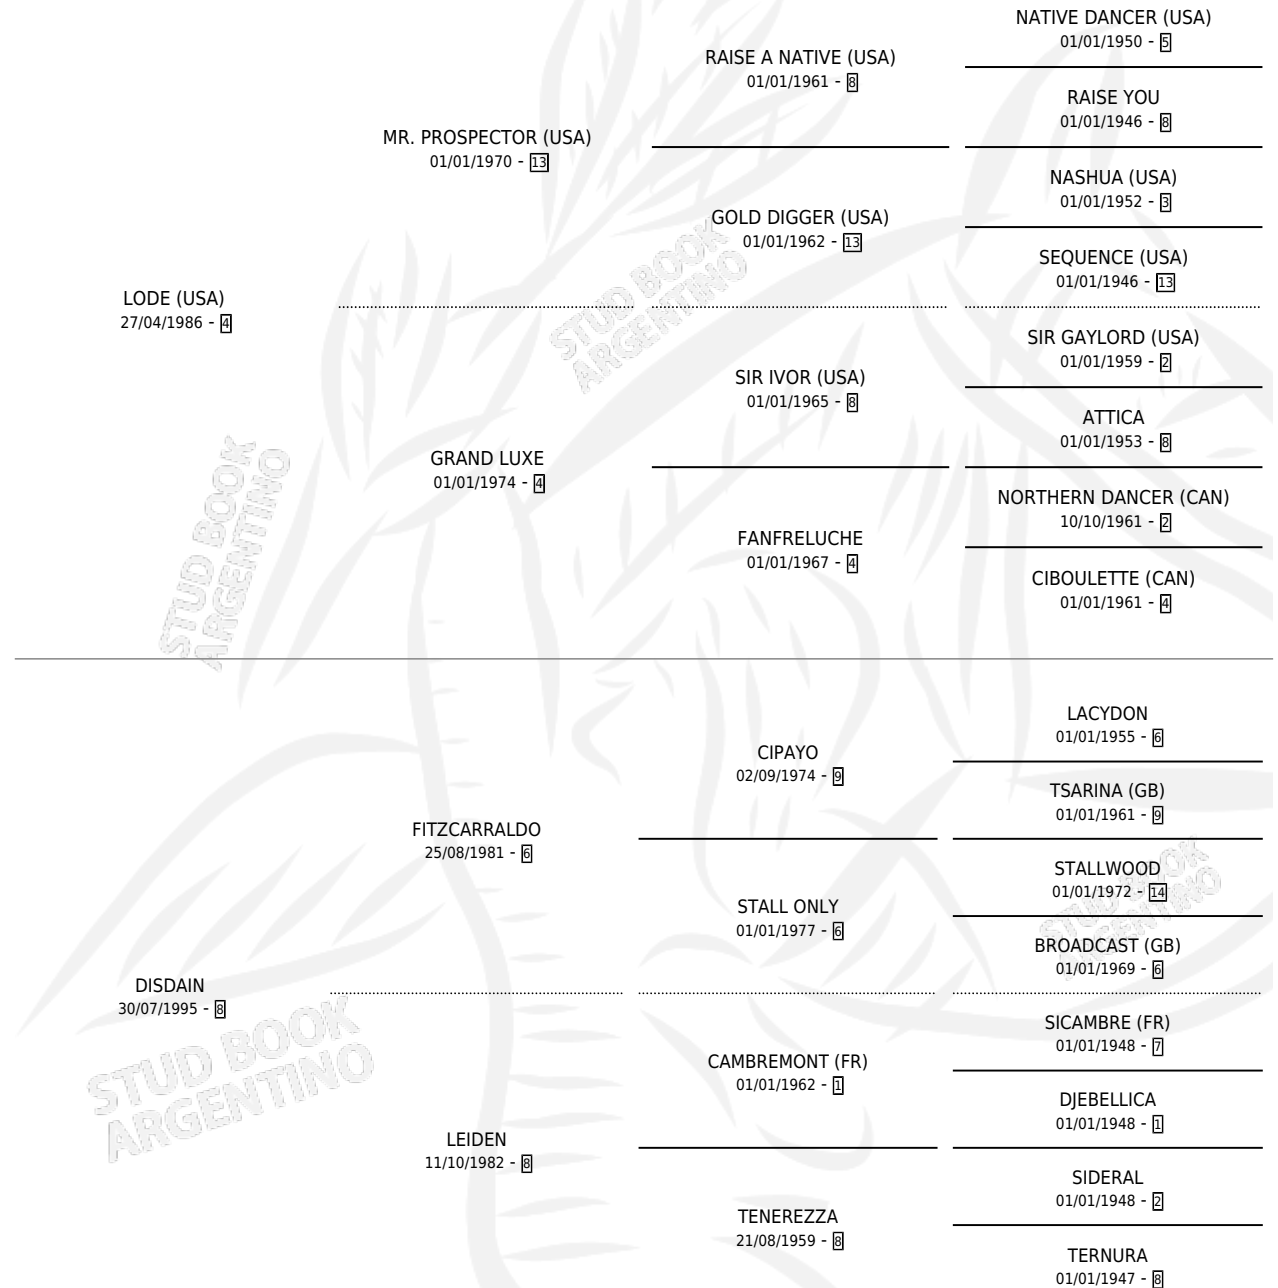 NATIVE DANCER (USA)
01/01/1950 - 5
RAISE A NATIVE (USA)
01/01/1961 - 8
RAISE YOU
01/01/1946 - 8
MR. PROSPECTOR (USA)
01/01/1970 - 13
NASHUA (USA)
01/01/1952 - 3
GOLD DIGGER (USA)
01/01/1962 - 13
SEQUENCE (USA)
01/01/1946 - 13
LODE (USA)
27/04/1986 - 4
STUD BOOK
ARGENTINO
SIR GAYLORD (USA)
01/01/1959 - 2
SIR IVOR (USA)
01/01/1965 - 8
ATTICA
01/01/1953 - 8
GRAND LUXE
01/01/1974 - 4
NORTHERN DANCER (CAN)
10/10/1961 - 2
FANFRELUCHE
01/01/1967 - 4
CIBOULETTE (CAN)
01/01/1961 - 4
STUD BOOK
ARGENTINO
LACYDON
01/01/1955 - 6
CIPAYO
02/09/1974 - 9
TSARINA (GB)
01/01/1961 - 9
FITZCARRALDO
25/08/1981 - 6
STALLWOOD
01/01/1972 - 14
STALL ONLY
01/01/1977 - 6
STUD BOOK
ARGENTINO
BROADCAST (GB)
01/01/1969 - 6
DISDAIN
30/07/1995 - 8
SICAMBRE (FR)
01/01/1948 - 7
CAMBREMONT (FR)
01/01/1962 - 1
STUD BOOK
ARGENTINO
DJEBELLICA
01/01/1948 - 1
LEIDEN
11/10/1982 - 8
SIDERAL
01/01/1948 - 2
TENEREZZA
21/08/1959 - 8
TERNURA
01/01/1947 - 8